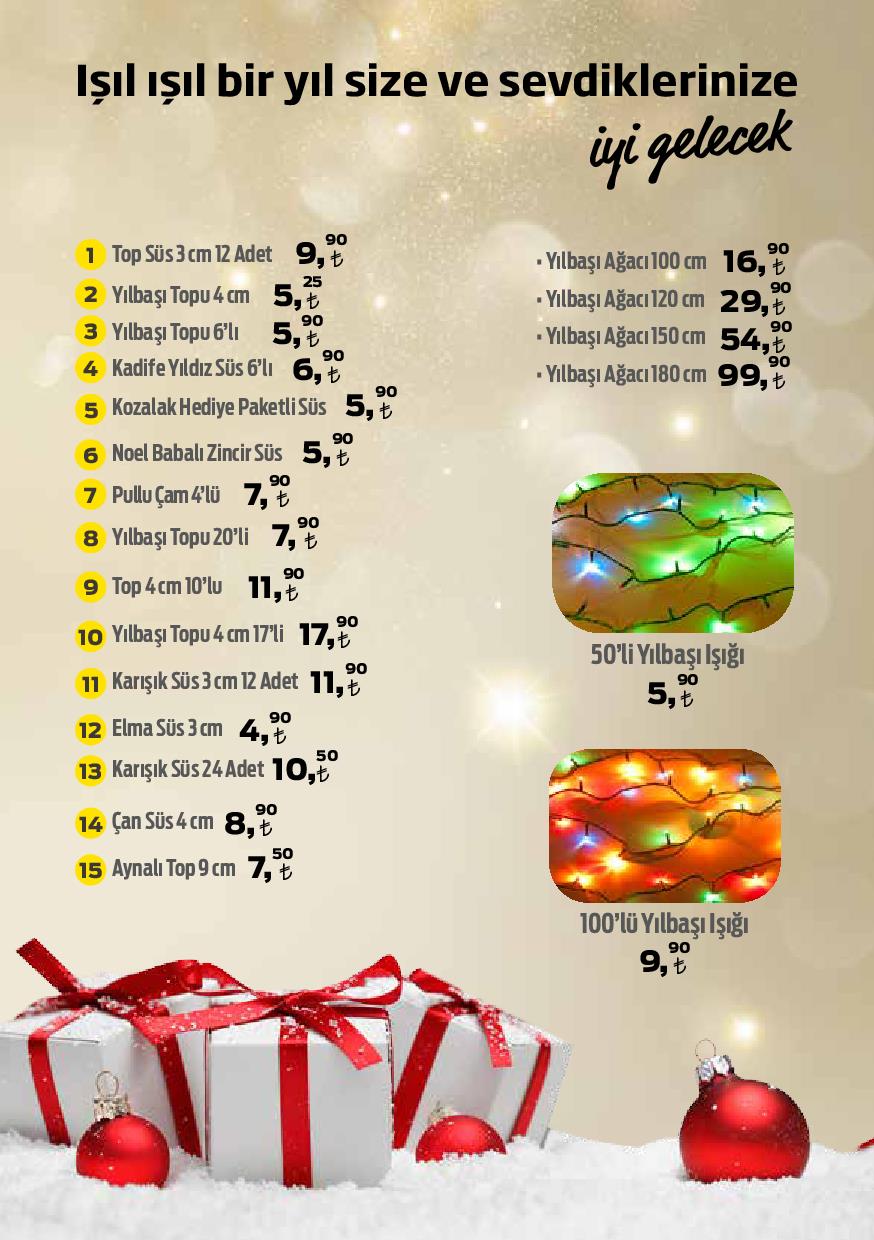 Işıl ışıl bir yıl size ve sevdiklerinize
iyi gelecek
1 Top Süs 3 cm 12 Adet 9,90 ₺
2 Yılbaşı Topu 4 cm 5,25 ₺
3 Yılbaşı Topu 6'lı 5,90 ₺
4 Kadife Yıldız Süs 6'lı 6,90 ₺
5 Kozalak Hediye Paketli Süs 5,90 ₺
6 Noel Babalı Zincir Süs 5,90 ₺
7 Pullu Çam 4'lü 7,90 ₺
8 Yılbaşı Topu 20'li 7,90 ₺
9 Top 4 cm 10'lu 11,90 ₺
10 Yılbaşı Topu 4 cm 17'li 17,90 ₺
11 Karışık Süs 3 cm 12 Adet 11,90 ₺
12 Elma Süs 3 cm 4,90 ₺
13 Karışık Süs 24 Adet 10,50 ₺
14 Çan Süs 4 cm 8,90 ₺
15 Aynalı Top 9 cm 7,50 ₺
· Yılbaşı Ağacı 100 cm 16,90 ₺
· Yılbaşı Ağacı 120 cm 29,90 ₺
· Yılbaşı Ağacı 150 cm 54,90 ₺
· Yılbaşı Ağacı 180 cm 99,90 ₺
50'li Yılbaşı Işığı
5,90 ₺
100'lü Yılbaşı Işığı
9,90 ₺